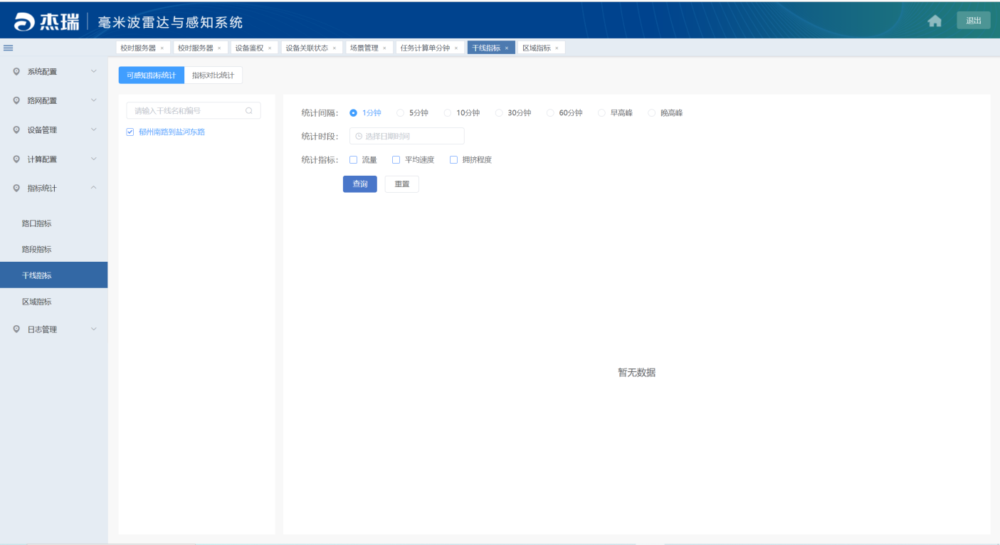 杰瑞 毫米波雷达与感知系统 退出
校时服务器 × 校时服务器 × 设备鉴权 × 设备关联状态 × 场景管理 × 任务计算单分钟 × 干线指标 × 区域指标 ×
系统配置
路网配置
设备管理
计算配置
指标统计
路口指标
路段指标
干线指标
区域指标
日志管理
可感知指标统计 指标对比统计
请输入干线名和编号
郁州南路到盐河东路
统计间隔: 1分钟 5分钟 10分钟 30分钟 60分钟 早高峰 晚高峰
统计时段: 选择日期时间
统计指标: 流量 平均速度 拥挤程度
查询 重置
暂无数据